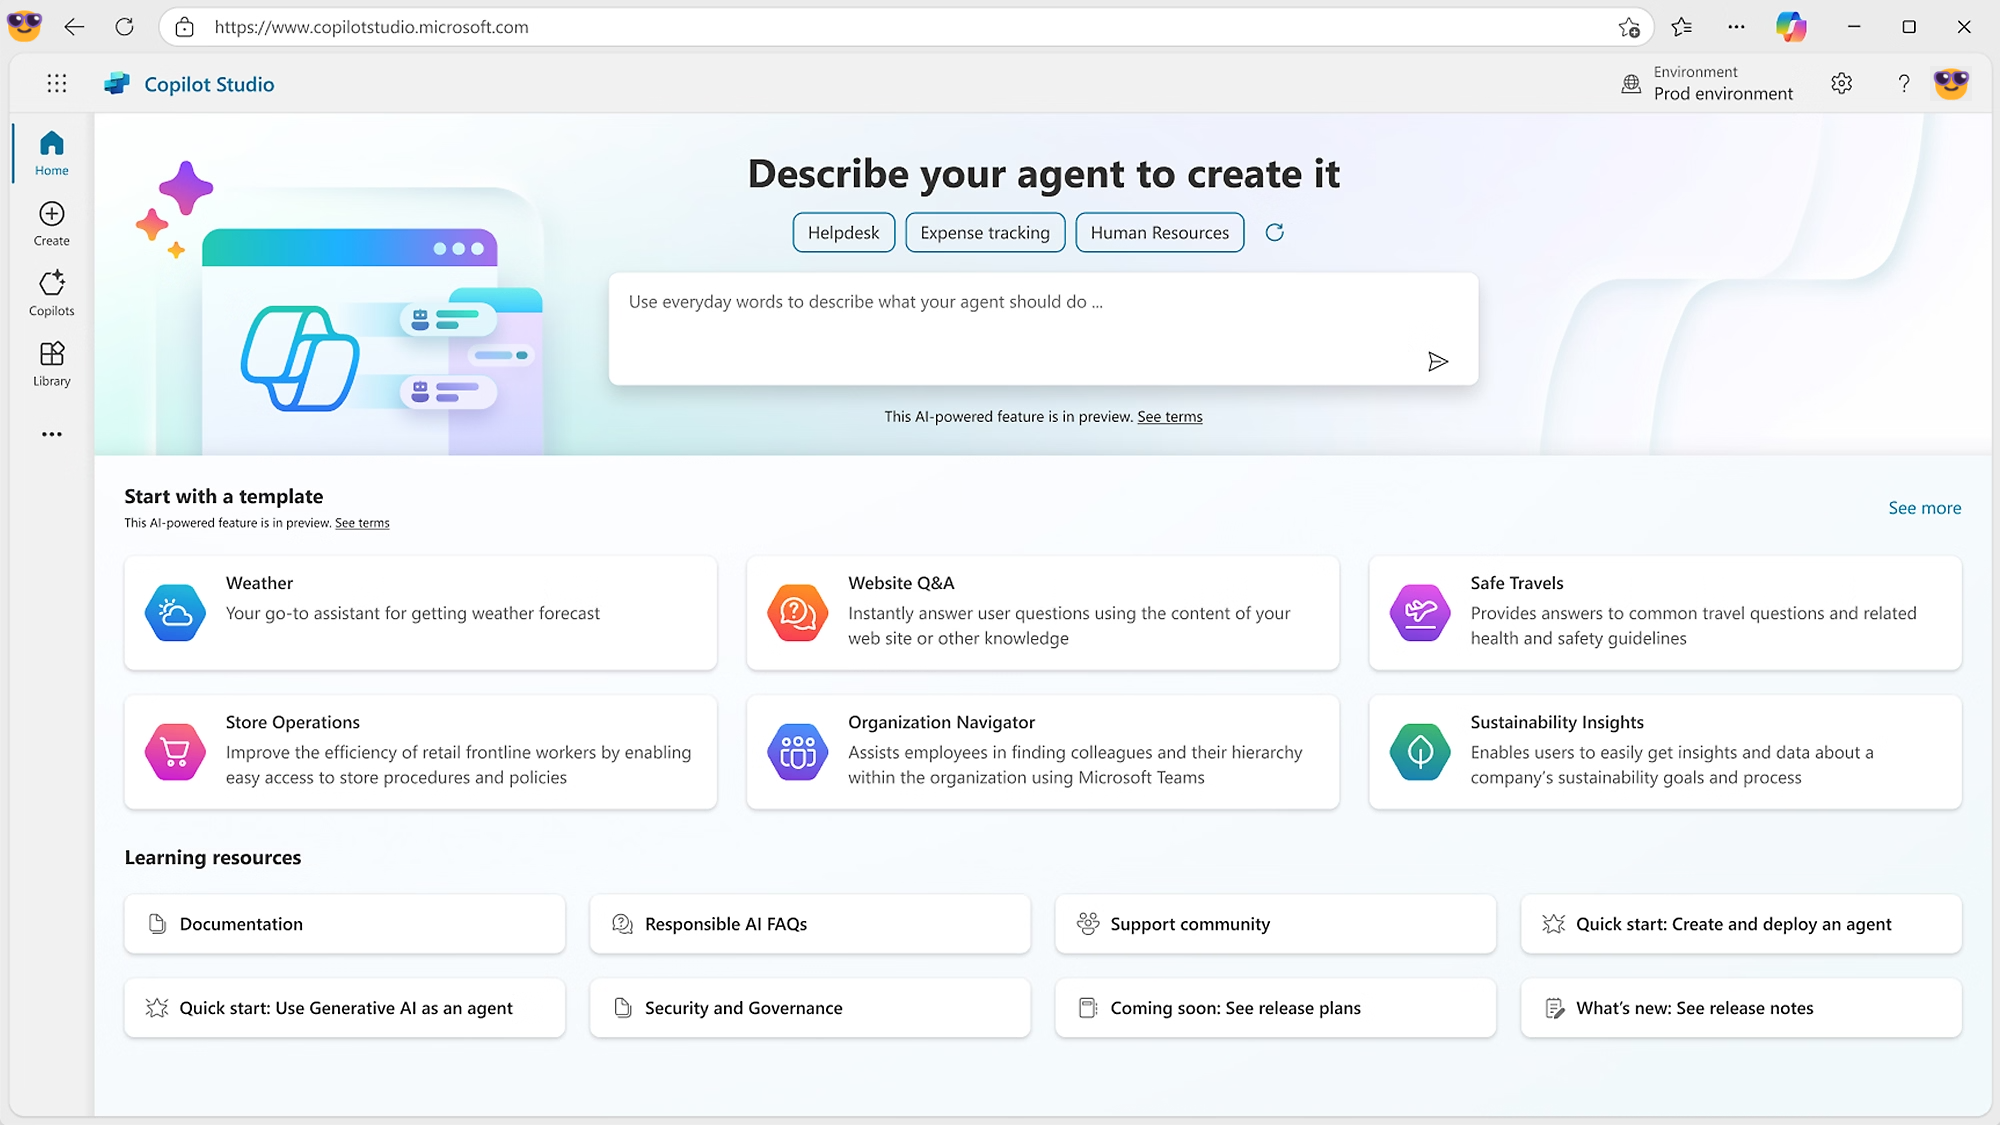 https://www.copilotstudio.microsoft.com
Copilot Studio
Environment
Prod environment
Home
Create
Copilots
Library
Describe your agent to create it
Helpdesk
Expense tracking
Human Resources
Use everyday words to describe what your agent should do ...
This AI-powered feature is in preview. See terms
Start with a template
This AI-powered feature is in preview. See terms
See more
Weather
Your go-to assistant for getting weather forecast
Website Q&A
Instantly answer user questions using the content of your
web site or other knowledge
Safe Travels
Provides answers to common travel questions and related
health and safety guidelines
Store Operations
Improve the efficiency of retail frontline workers by enabling
easy access to store procedures and policies
Organization Navigator
Assists employees in finding colleagues and their hierarchy
within the organization using Microsoft Teams
Sustainability Insights
Enables users to easily get insights and data about a
company’s sustainability goals and process
Learning resources
Documentation
Responsible AI FAQs
Support community
Quick start: Create and deploy an agent
Quick start: Use Generative AI as an agent
Security and Governance
Coming soon: See release plans
What’s new: See release notes